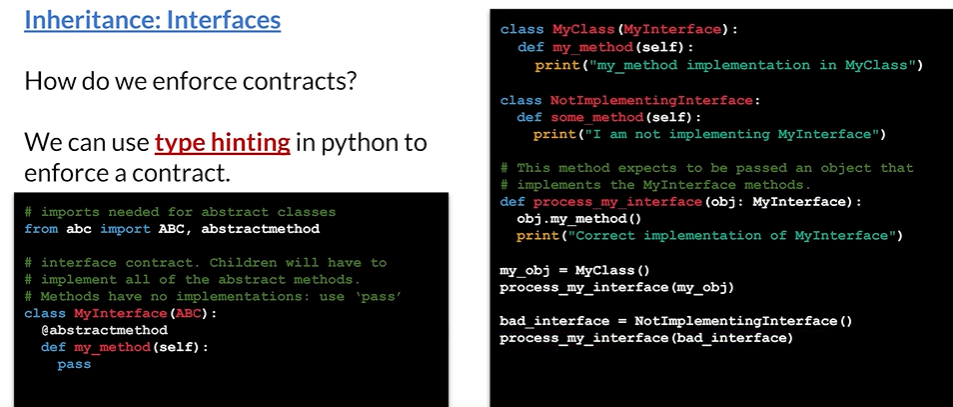 Inheritance: Interfaces
How do we enforce contracts?
We can use type hinting in python to
enforce a contract.
# imports needed for abstract classes
from abc import ABC, abstractmethod
# interface contract. Children will have to
# implement all of the abstract methods.
# Methods have no implementations: use ‘pass’
class MyInterface(ABC):
  @abstractmethod
  def my_method(self):
    pass
class MyClass(MyInterface):
  def my_method(self):
    print("my_method implementation in MyClass")
class NotImplementingInterface:
  def some_method(self):
    print("I am not implementing MyInterface")
# This method expects to be passed an object that
# implements the MyInterface methods.
def process_my_interface(obj: MyInterface):
  obj.my_method()
  print("Correct implementation of MyInterface")
my_obj = MyClass()
process_my_interface(my_obj)
bad_interface = NotImplementingInterface()
process_my_interface(bad_interface)